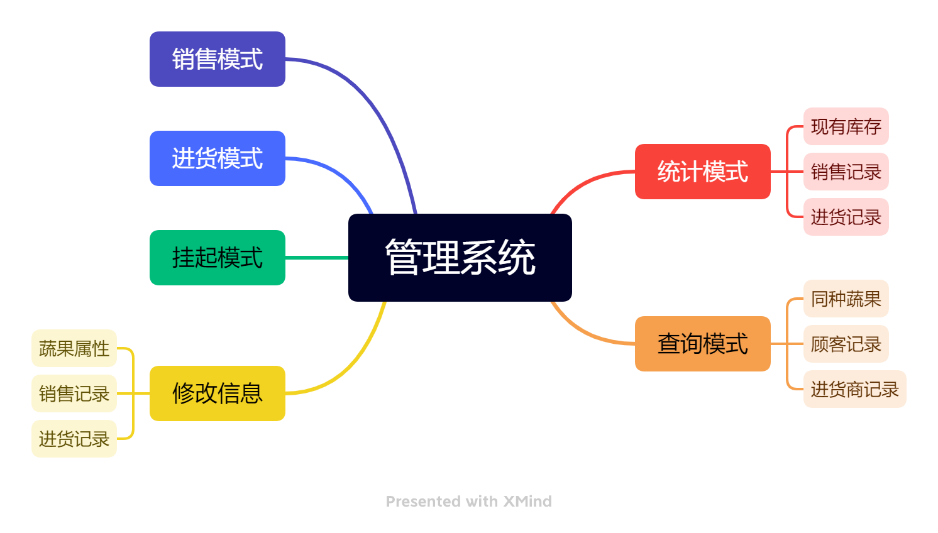 销售模式
进货模式
挂起模式
修改信息
蔬果属性
销售记录
进货记录
管理系统
统计模式
现有库存
销售记录
进货记录
查询模式
同种蔬果
顾客记录
进货商记录
Presented with XMind